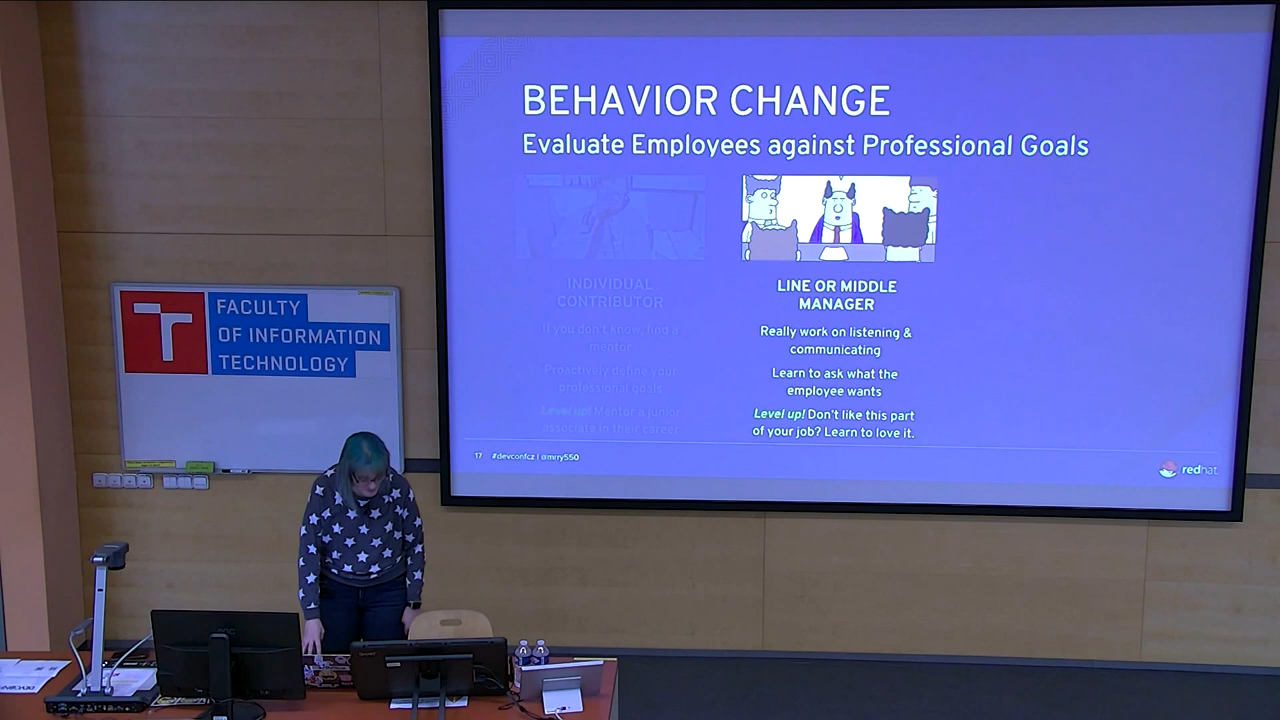 BEHAVIOR CHANGE
Evaluate Employees against Professional Goals
INDIVIDUAL
CONTRIBUTOR
If you don't know, find a
mentor
Proactively define your
professional goals
Level up! Mentor a junior
associate in their career
LINE OR MIDDLE
MANAGER
Really work on listening &
communicating
Learn to ask what the
employee wants
Level up! Don't like this part
of your job? Learn to love it.
17 #devconfcz | @mrry550
redhat
FACULTY
OF INFORMATION
TECHNOLOGY